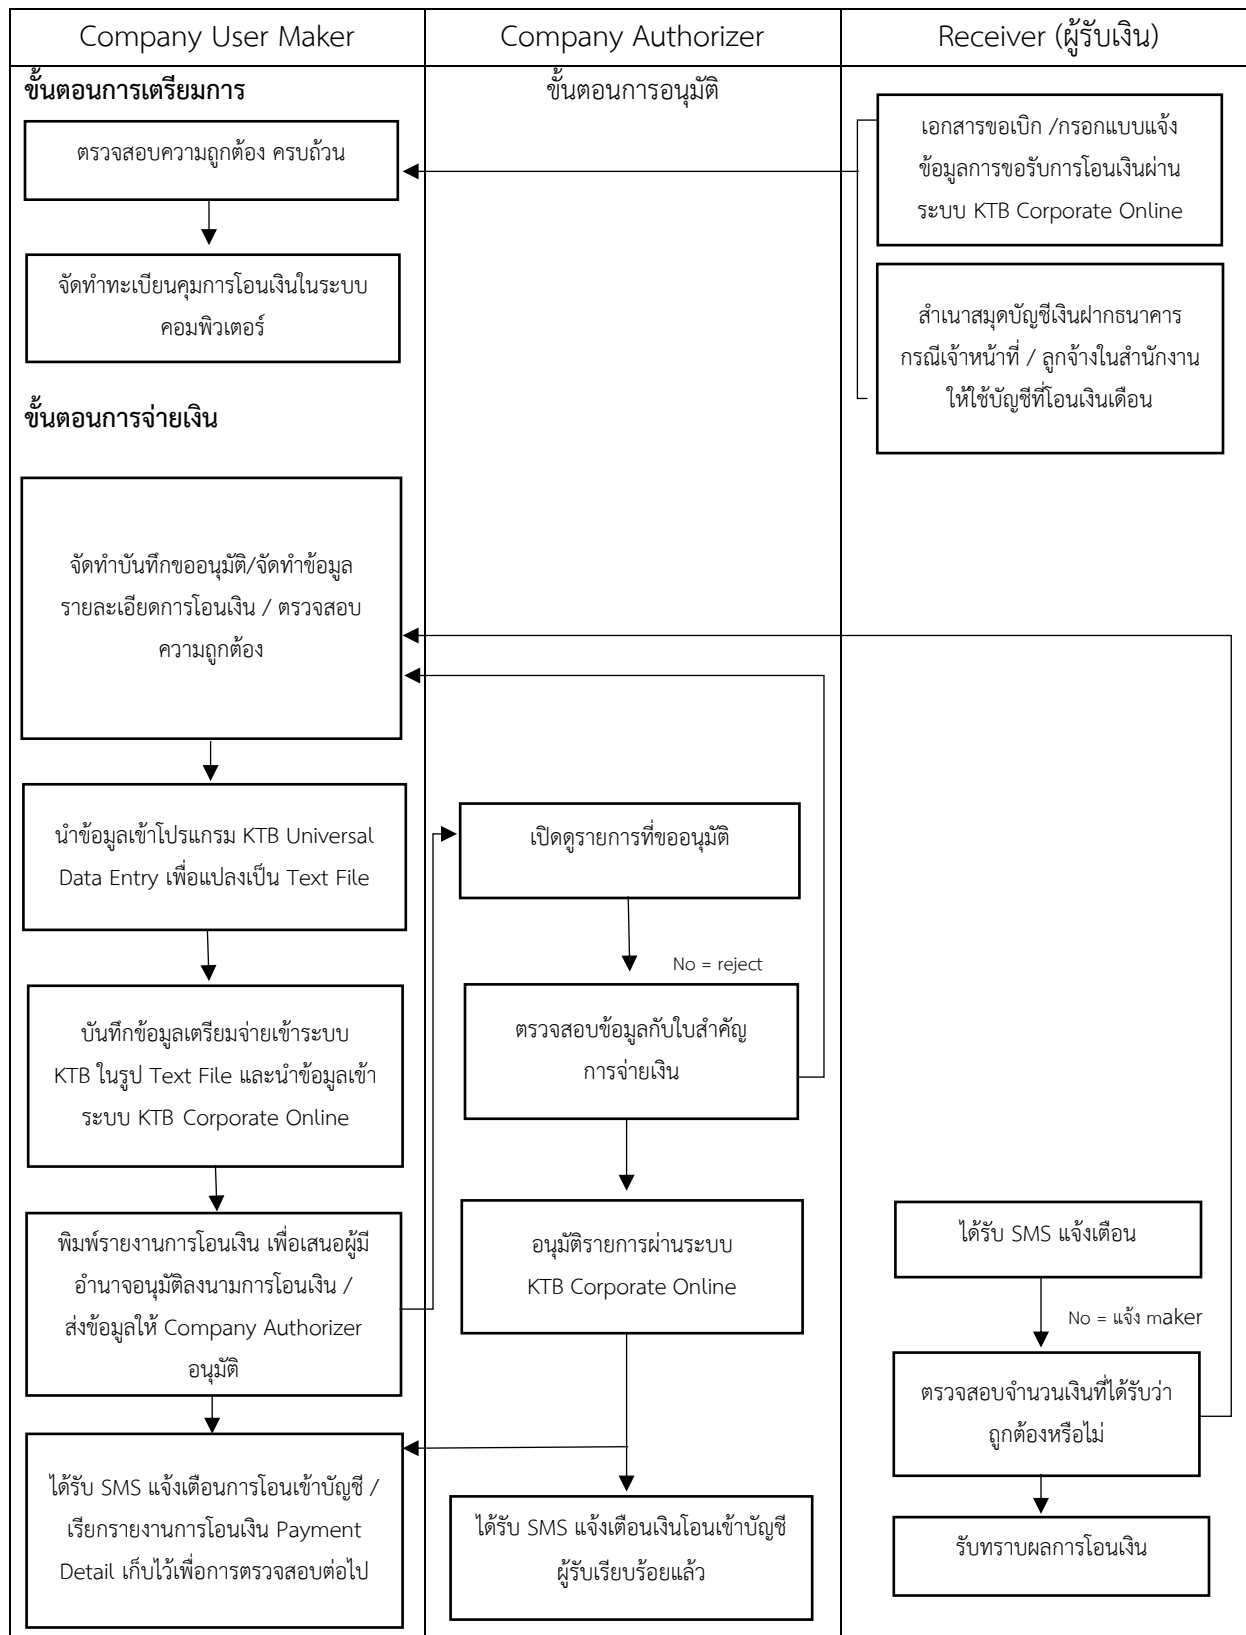 Company User Maker
Company Authorizer
Receiver (ผู้รับเงิน)
ขั้นตอนการเตรียมการ
ตรวจสอบความถูกต้อง ครบถ้วน
จัดทำทะเบียนคุมการโอนเงินในระบบ
คอมพิวเตอร์
ขั้นตอนการจ่ายเงิน
จัดทำบันทึกขออนุมัติ/จัดทำข้อมูล
รายละเอียดการโอนเงิน / ตรวจสอบ
ความถูกต้อง
นำข้อมูลเข้าโปรแกรม KTB Universal
Data Entry เพื่อแปลงเป็น Text File
บันทึกข้อมูลเตรียมจ่ายเข้าระบบ
KTB ในรูป Text File และนำข้อมูลเข้า
ระบบ KTB Corporate Online
พิมพ์รายงานการโอนเงิน เพื่อเสนอผู้มี
อำนาจอนุมัติลงนามการโอนเงิน /
ส่งข้อมูลให้ Company Authorizer
อนุมัติ
ได้รับ SMS แจ้งเตือนการโอนเข้าบัญชี /
เรียกรายงานการโอนเงิน Payment
Detail เก็บไว้เพื่อการตรวจสอบต่อไป
ขั้นตอนการอนุมัติ
เปิดดูรายการที่ขออนุมัติ
No = reject
ตรวจสอบข้อมูลกับใบสำคัญ
การจ่ายเงิน
อนุมัติรายการผ่านระบบ
KTB Corporate Online
ได้รับ SMS แจ้งเตือนเงินโอนเข้าบัญชี
ผู้รับเรียบร้อยแล้ว
เอกสารขอเบิก /กรอกแบบแจ้ง
ข้อมูลการขอรับการโอนเงินผ่าน
ระบบ KTB Corporate Online
สำเนาสมุดบัญชีเงินฝากธนาคาร
กรณีเจ้าหน้าที่ / ลูกจ้างในสำนักงาน
ให้ใช้บัญชีที่โอนเงินเดือน
ได้รับ SMS แจ้งเตือน
No = แจ้ง maker
ตรวจสอบจำนวนเงินที่ได้รับว่า
ถูกต้องหรือไม่
รับทราบผลการโอนเงิน